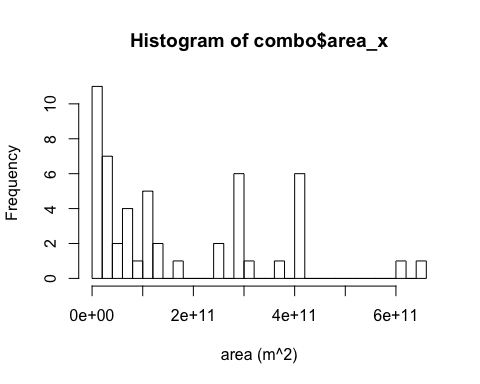 Histogram of combo$area_x
Frequency
10
8
6
4
2
0
0e+00 2e+11 4e+11 6e+11
area (m^2)